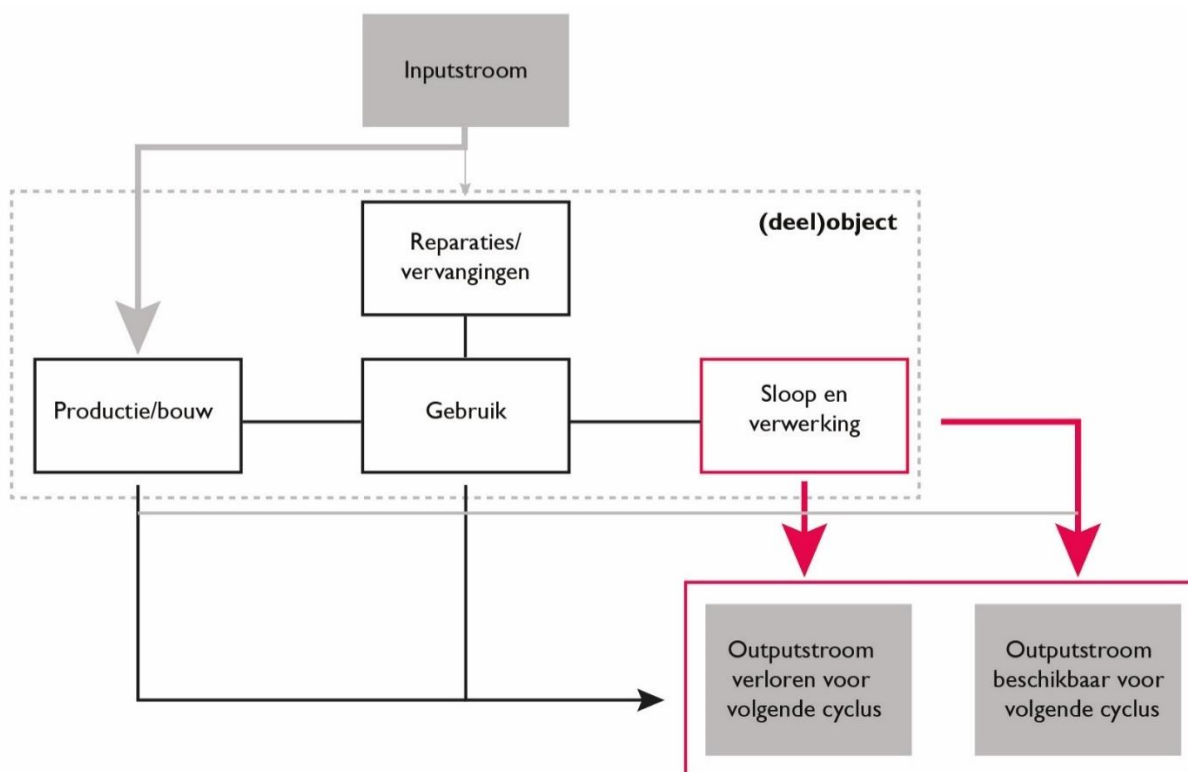 Inputstroom
(deel)object
Reparaties/
vervangingen
Productie/bouw
Gebruik
Sloop en
verwerking
Outputstroom
verloren voor
volgende cyclus
Outputstroom
beschikbaar voor
volgende cyclus